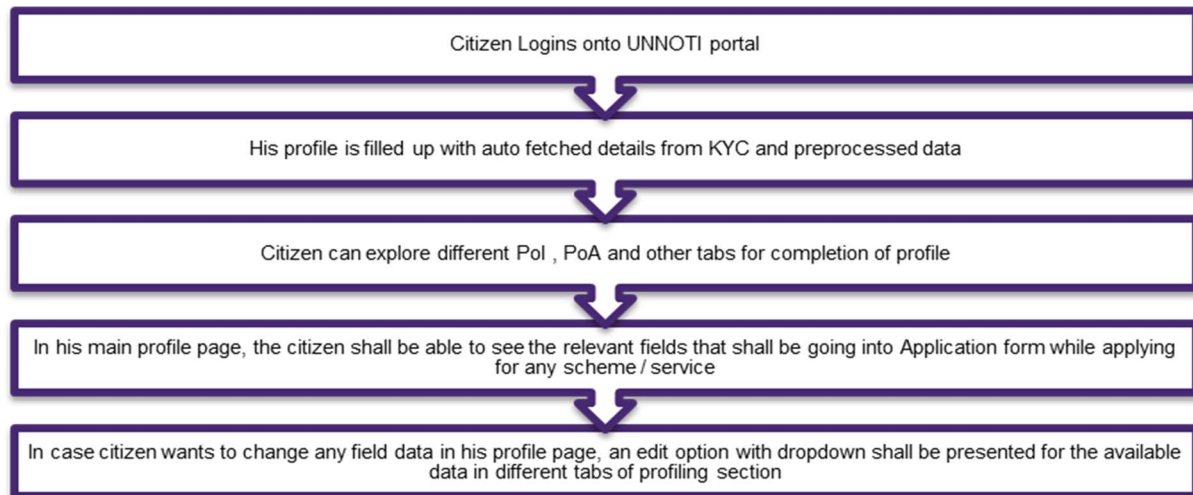 Citizen Logins onto UNNOTI portal
His profile is filled up with auto fetched details from KYC and preprocessed data
Citizen can explore different PoI , PoA and other tabs for completion of profile
In his main profile page, the citizen shall be able to see the relevant fields that shall be going into Application form while applying
for any scheme / service
In case citizen wants to change any field data in his profile page, an edit option with dropdown shall be presented for the available
data in different tabs of profiling section